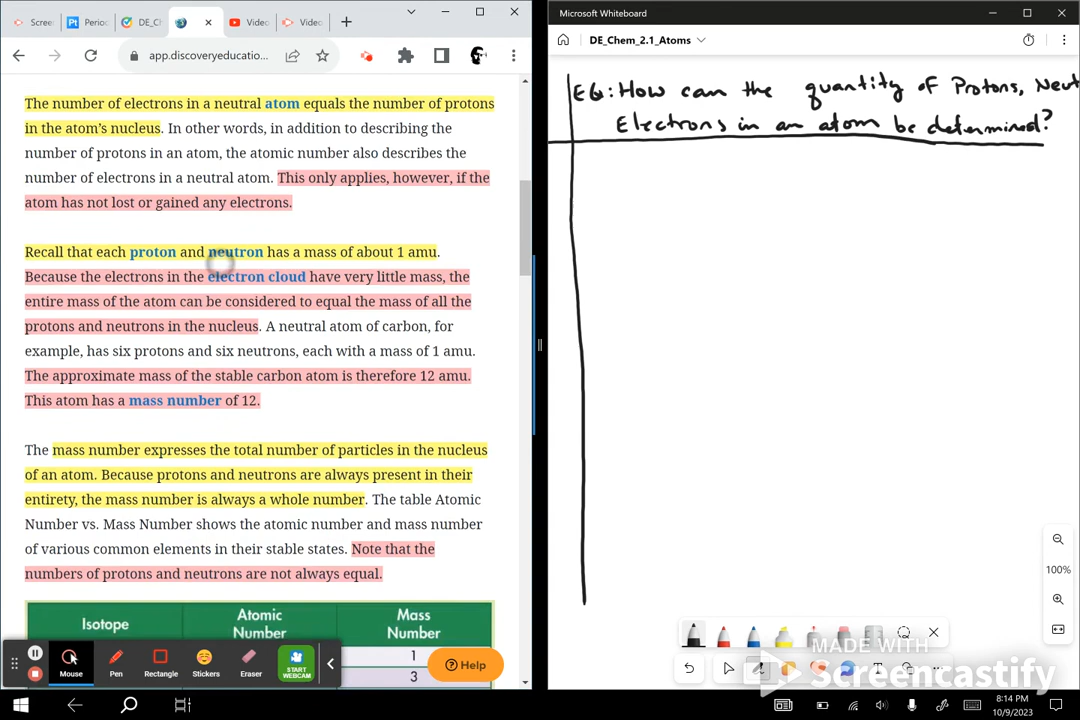 Scree
Period
DE_Ch
Video
Video
app.discoveryeducatio...
The number of electrons in a neutral atom equals the number of protons
in the atom's nucleus. In other words, in addition to describing the
number of protons in an atom, the atomic number also describes the
number of electrons in a neutral atom. This only applies, however, if the
atom has not lost or gained any electrons.
Recall that each proton and neutron has a mass of about 1 amu.
Because the electrons in the electron cloud have very little mass, the
entire mass of the atom can be considered to equal the mass of all the
protons and neutrons in the nucleus. A neutral atom of carbon, for
example, has six protons and six neutrons, each with a mass of 1 amu.
The approximate mass of the stable carbon atom is therefore 12 amu.
This atom has a mass number of 12.
The mass number expresses the total number of particles in the nucleus
of an atom. Because protons and neutrons are always present in their
entirety, the mass number is always a whole number. The table Atomic
Number vs. Mass Number shows the atomic number and mass number
of various common elements in their stable states. Note that the
numbers of protons and neutrons are not always equal.
Isotope
Atomic
Number
Mass
Number
1
3
Mouse
Pen
Rectangle
Stickers
Eraser
START
WEBCAM
Help
Microsoft Whiteboard
DE_Chem_2.1_Atoms
EQ: How can the quantity of Protons, Neut
Electrons in an atom be determined?
100%
MADE WITH
Screencastify
8:14 PM
10/9/2023